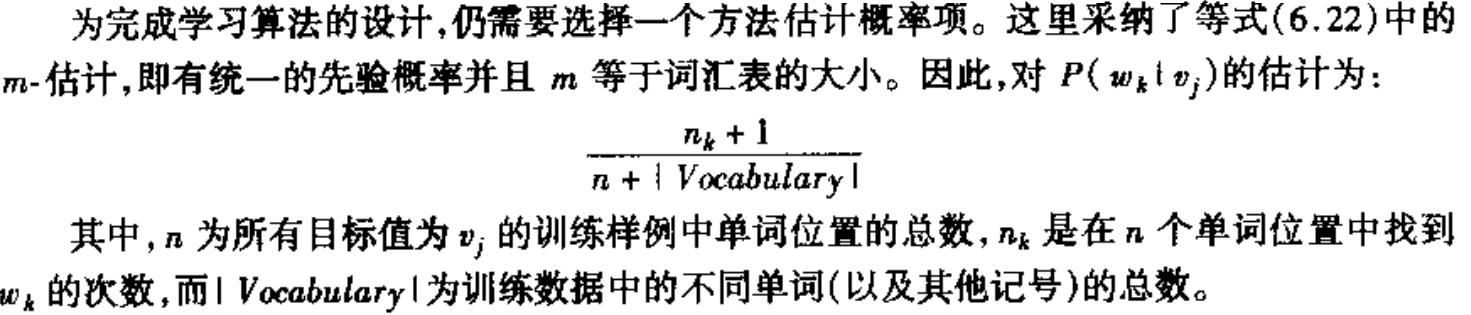 为完成学习算法的设计,仍需要选择一个方法估计概率项。这里采纳了等式(6.22)中的
m-估计,即有统一的先验概率并且 m 等于词汇表的大小。因此,对 P( w_k | v_j )的估计为:
n_k + 1
n + | Vocabulary |
其中, n 为所有目标值为 v_j 的训练样例中单词位置的总数, n_k 是在 n 个单词位置中找到
w_k 的次数,而| Vocabulary |为训练数据中的不同单词(以及其他记号)的总数。